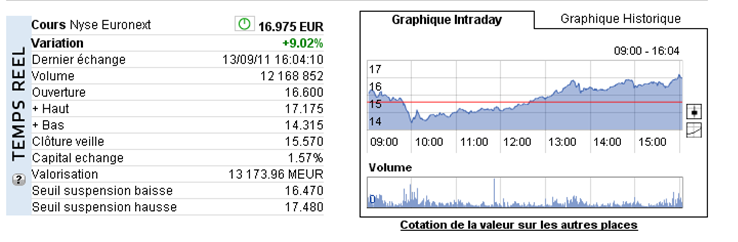 TEMPS REEL
?
Cours Nyse Euronext 16.975 EUR
Variation +9.02%
Dernier échange 13/09/11 16:04:10
Volume 12 168 852
Ouverture 16.600
+ Haut 17.175
+ Bas 14.315
Clôture veille 15.570
Capital echange 1.57%
Valorisation 13 173.96 MEUR
Seuil suspension baisse 16.470
Seuil suspension hausse 17.480
Graphique Intraday Graphique Historique
09:00 - 16:04
17
16
15
14
09:00 10:00 11:00 12:00 13:00 14:00 15:00
Volume
0
Cotation de la valeur sur les autres places